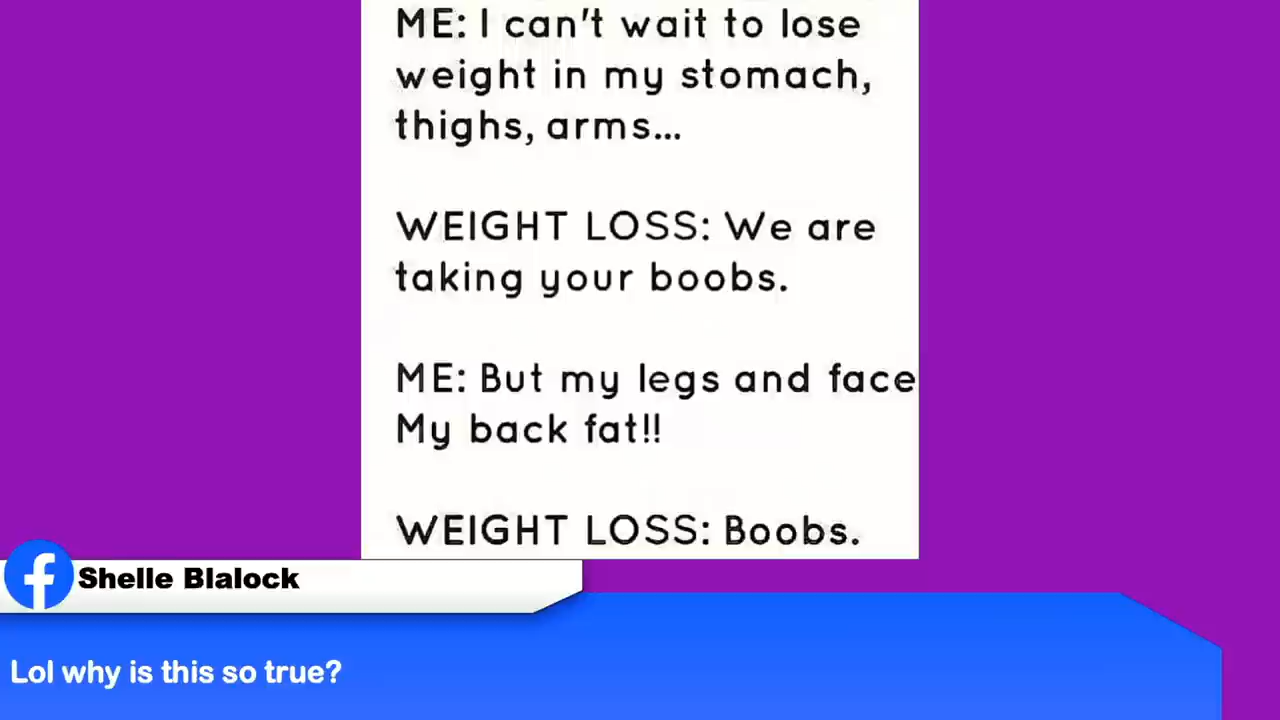 ME: I can't wait to lose
weight in my stomach,
thighs, arms...
WEIGHT LOSS: We are
taking your boobs.
ME: But my legs and face
My back fat!!
WEIGHT LOSS: Boobs.
Shelle Blalock
Lol why is this so true?